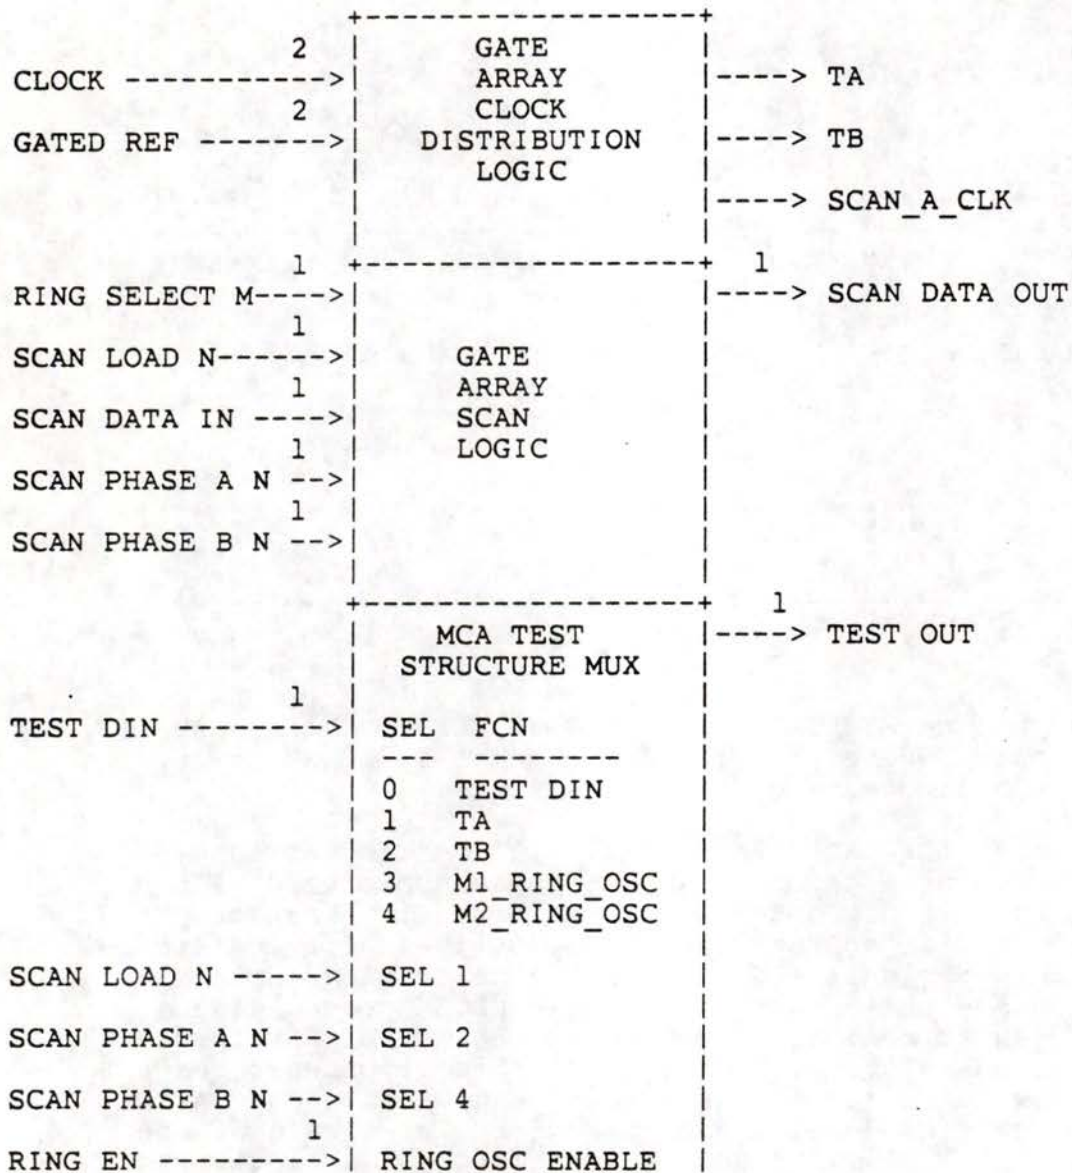 +-------------------+
2 | GATE |
CLOCK ------------>| ARRAY |----> TA
2 | CLOCK |
GATED REF ------->| DISTRIBUTION |----> TB
| LOGIC |
|----> SCAN_A_CLK
1 +-------------------+ 1
RING SELECT M---->| |----> SCAN DATA OUT
1
SCAN LOAD N------>| GATE |
1 | ARRAY |
SCAN DATA IN ---->| SCAN |
1 | LOGIC |
SCAN PHASE A N -->|
1
SCAN PHASE B N -->|
+-------------------+ 1
| MCA TEST |----> TEST OUT
| STRUCTURE MUX |
1
TEST DIN --------->| SEL FCN |
| --- -------- |
| 0 TEST DIN |
| 1 TA |
| 2 TB |
| 3 M1_RING_OSC |
| 4 M2_RING_OSC |
SCAN LOAD N ----->| SEL 1 |
SCAN PHASE A N -->| SEL 2 |
SCAN PHASE B N -->| SEL 4 |
1 |
RING EN --------->| RING OSC ENABLE |